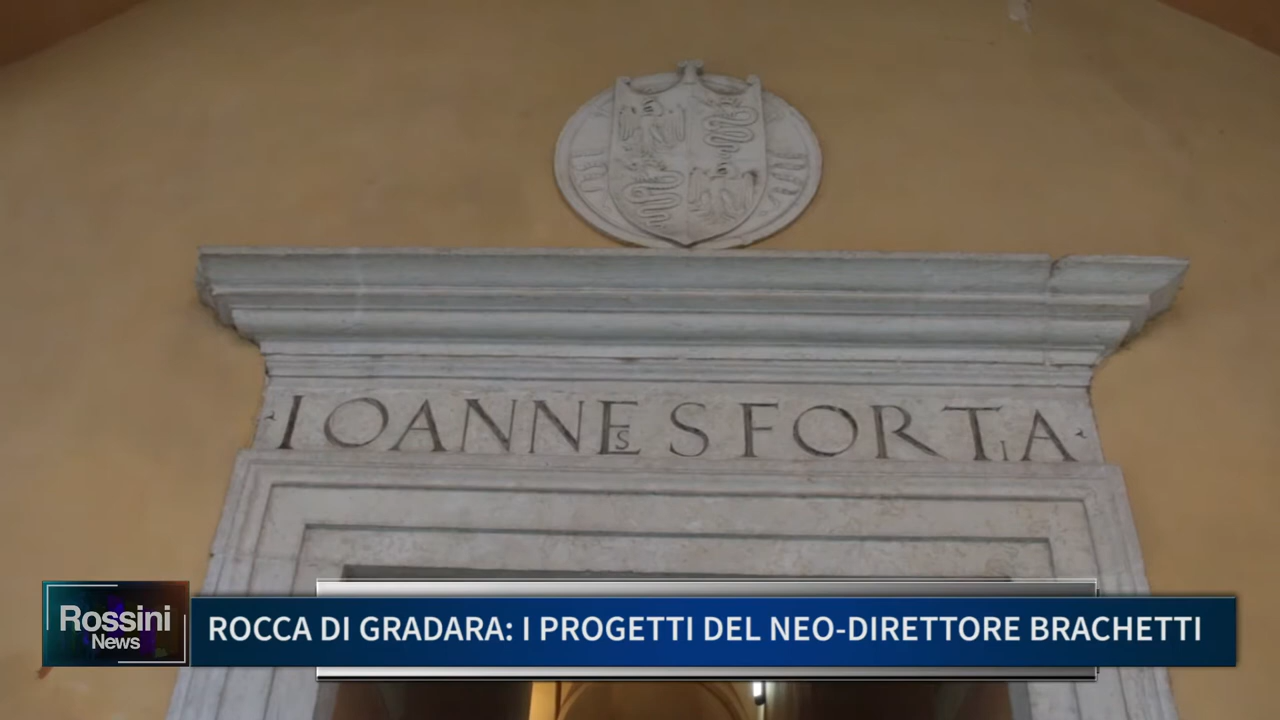 · IOANNES SFORTIA ·
Rossini
News
ROCCA DI GRADARA: I PROGETTI DEL NEO-DIRETTORE BRACHETTI